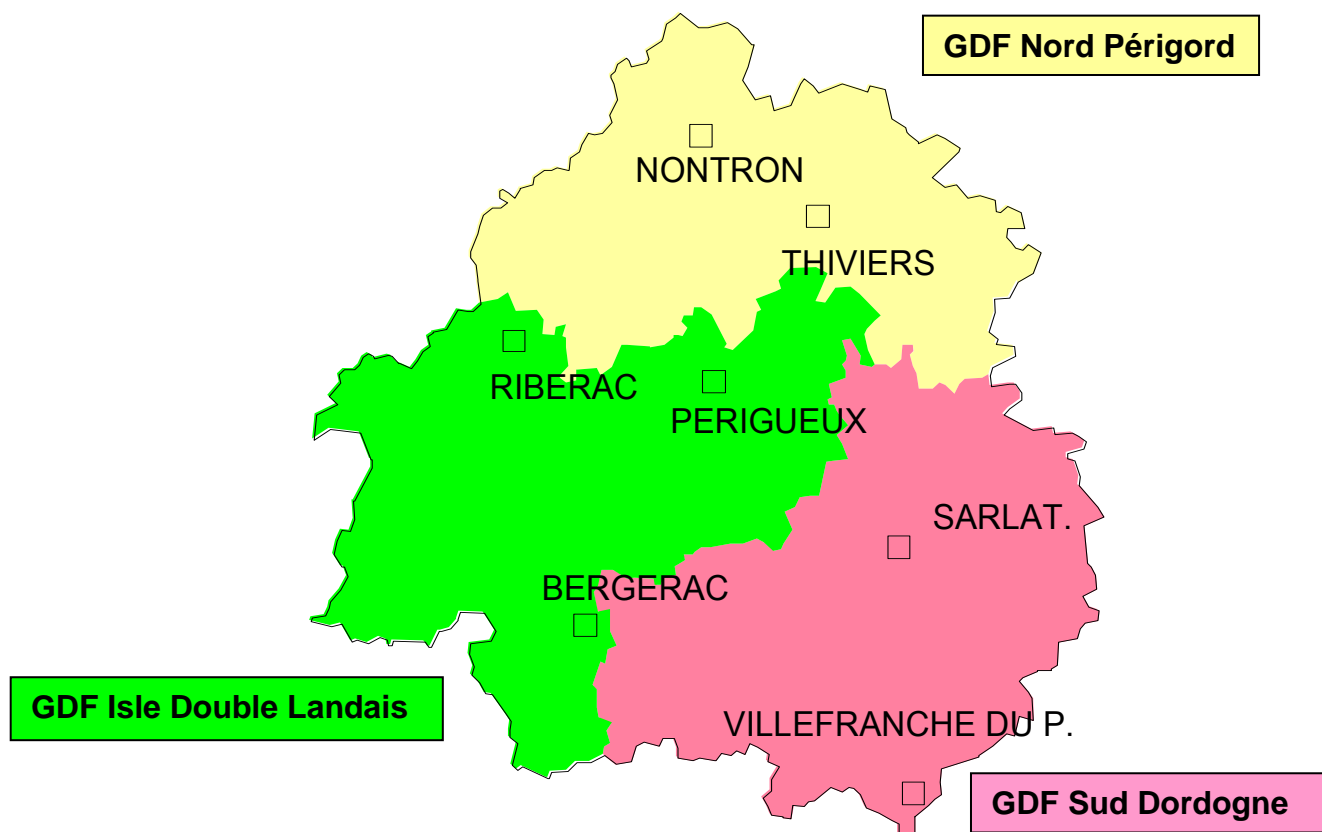 GDF Nord Périgord
NONTRON
THIVIERS
RIBERAC
PERIGUEUX
SARLAT.
BERGERAC
GDF Isle Double Landais
VILLEFRANCHE DU P.
GDF Sud Dordogne